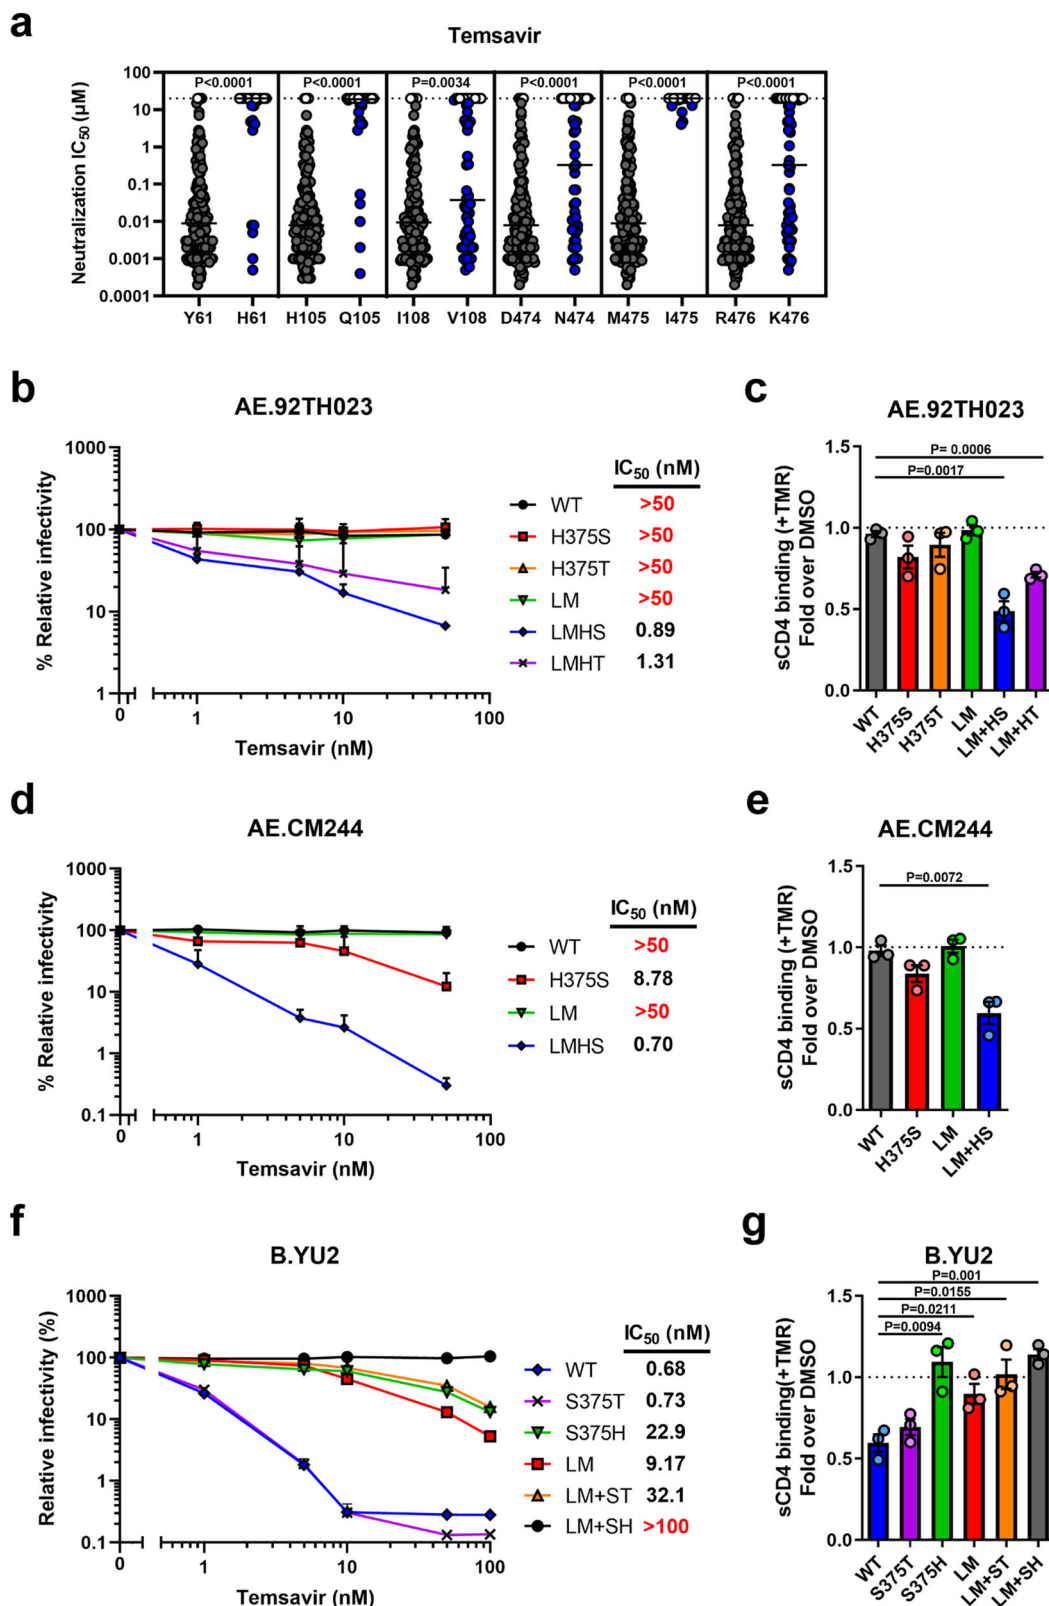 a
Temsavir
Neutralization IC50 (µM)
100
10
1
0.1
0.01
0.001
0.0001
P<0.0001 P<0.0001 P=0.0034 P<0.0001 P<0.0001 P<0.0001
Y61 H61 H105 Q105 I108 V108 D474 N474 M475 I475 R476 K476
b
AE.92TH023
% Relative infectivity
1000
100
10
1
0 1 10 100
Temsavir (nM)
IC50 (nM)
WT >50
H375S >50
H375T >50
LM >50
LMHS 0.89
LMHT 1.31
c
AE.92TH023
sCD4 binding (+TMR)
Fold over DMSO
1.5
1.0
0.5
0.0
P= 0.0006
P=0.0017
WT H375S H375T LM LM+HS LM+HT
d
AE.CM244
% Relative infectivity
1000
100
10
1
0.1
0 1 10 100
Temsavir (nM)
IC50 (nM)
WT >50
H375S 8.78
LM >50
LMHS 0.70
e
AE.CM244
sCD4 binding (+TMR)
Fold over DMSO
1.5
1.0
0.5
0.0
P=0.0072
WT H375S LM LM+HS
f
B.YU2
Relative infectivity (%)
1000
100
10
1
0.1
0 1 10 100
Temsavir (nM)
IC50 (nM)
WT 0.68
S375T 0.73
S375H 22.9
LM 9.17
LM+ST 32.1
LM+SH >100
g
B.YU2
sCD4 binding(+TMR)
Fold over DMSO
1.5
1.0
0.5
0.0
P=0.001
P=0.0155
P=0.0211
P=0.0094
WT S375T S375H LM LM+ST LM+SH